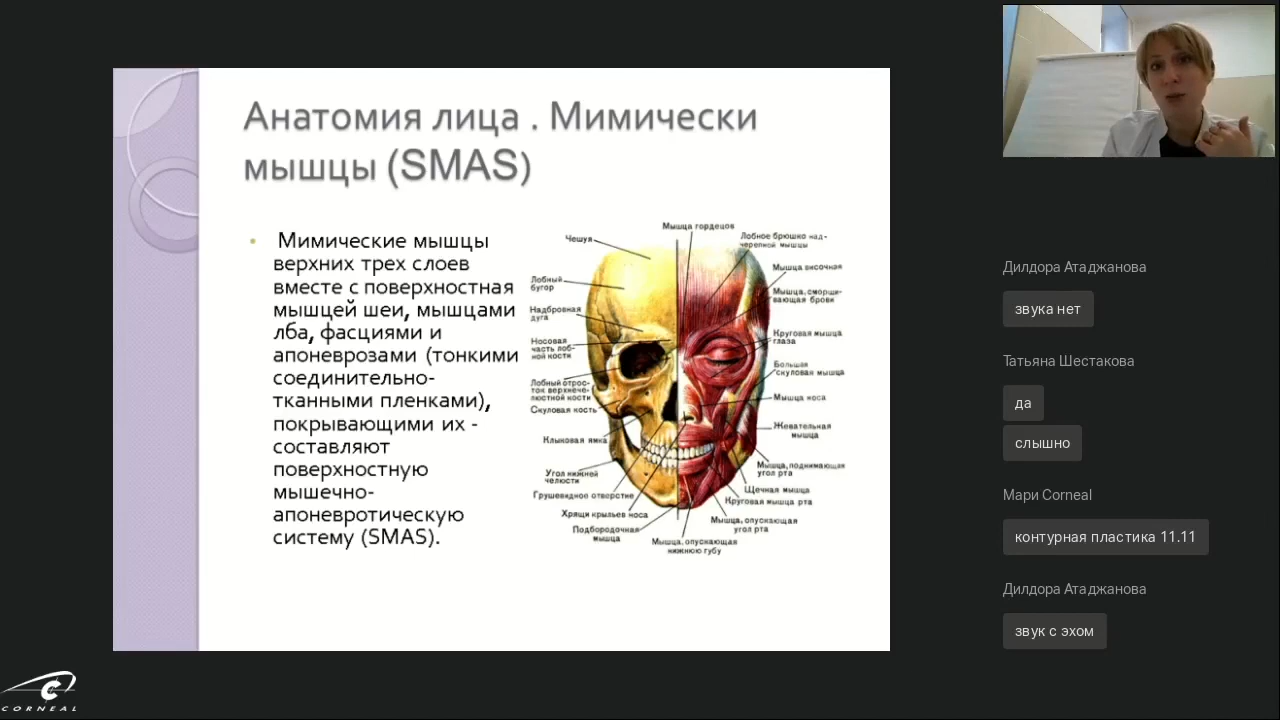 Анатомия лица . Мимически
мышцы (SMAS)
Мимические мышцы
верхних трех слоев
вместе с поверхностная
мышцей шеи, мышцами
лба, фасциями и
апоневрозами (тонкими
соединительно-
тканными пленками),
покрывающими их -
составляют
поверхностную
мышечно-
апоневротическую
систему (SMAS).
Чешуя
Лобный
бугор
Надбровная
дуга
Носовая
часть лоб-
ной кости
Лобный отрос-
ток верхнече-
люстной кости
Скуловая кость
Клыковая ямка
Угол нижней
челюсти
Грушевидное отверстие
Хрящи крыльев носа
Подбородочная
мышца
Мышца, опускающая
нижнюю губу
Мышца гордецов
Лобное брюшко над-
черепной мышцы
Мышца височная
Мышца, сморщи-
вающая брови
Круговая мышца
глаза
Большая
скуловая мышца
Мышца носа
Жевательная
мышца
Мышца, поднимающая
угол рта
Щечная мышца
Круговая мышца рта
Мышца, опускающая
угол рта
Дилдора Атаджанова
звука нет
Татьяна Шестакова
да
слышно
Мари Corneal
контурная пластика 11.11
Дилдора Атаджанова
звук с эхом
CORNEAL